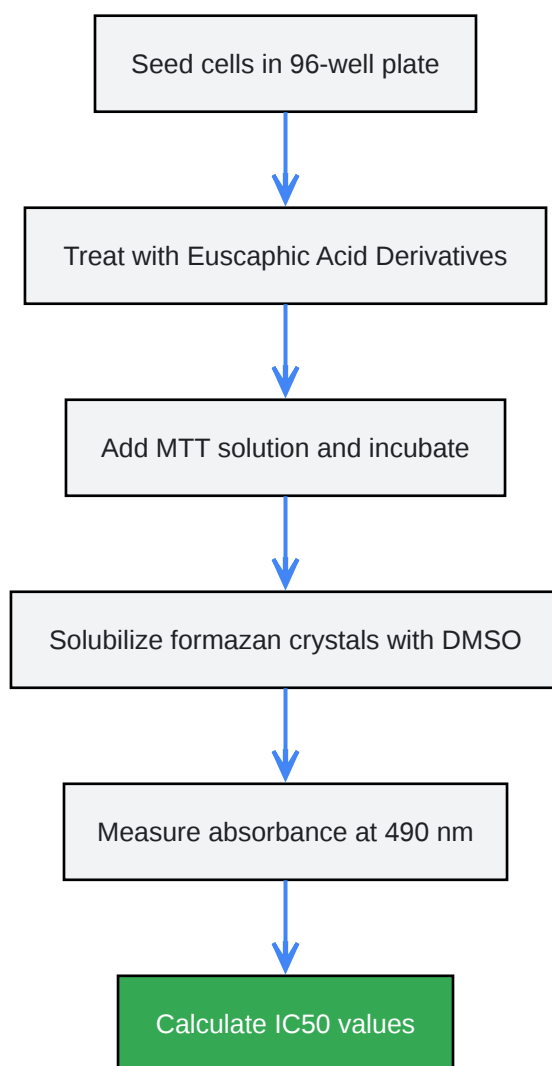 Seed cells in 96-well plate
Treat with Euscaphic Acid Derivatives
Add MTT solution and incubate
Solubilize formazan crystals with DMSO
Measure absorbance at 490 nm
Calculate IC50 values